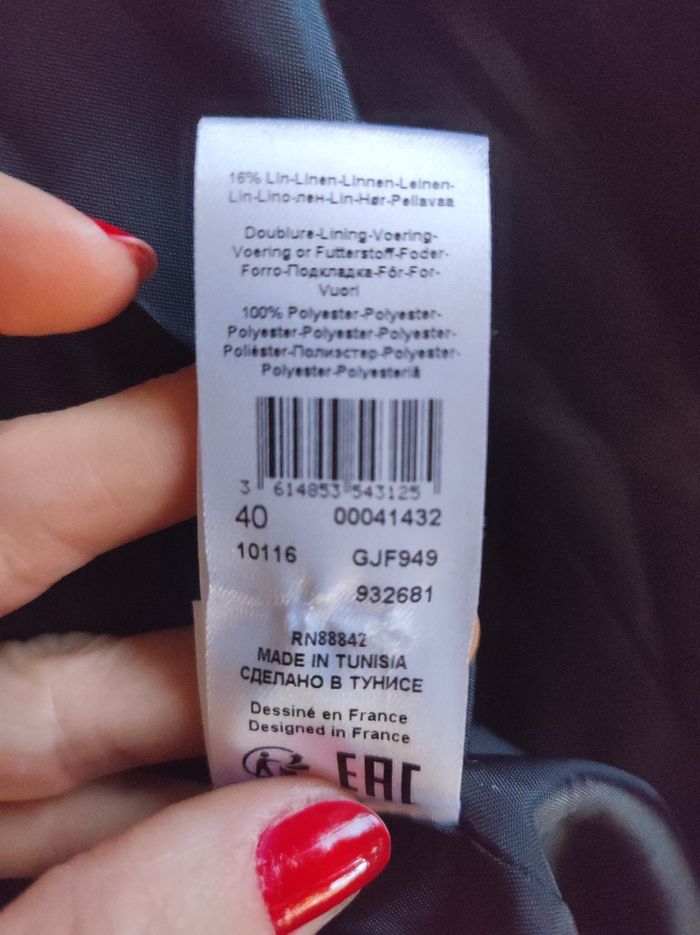 16% Lin-Linen-Linnen-Leinen-
Lin-Lino-лен-Lin-Hør-Pellavaa
Doublure-Lining-Voering-
Voering or Futterstoff-Foder-
Forro-Подкладка-Fôr-For-
Vuori
100% Polyester-Polyester-
Polyester-Polyester-Polyester-
Poliéster-Полиэстер-Polyester-
Polyester-Polyesteriä
3 614853 543125
40 00041432
10116 GJF949
932681
RN88842
MADE IN TUNISIA
СДЕЛАНО В ТУНИСЕ
Dessiné en France
Designed in France
EAC